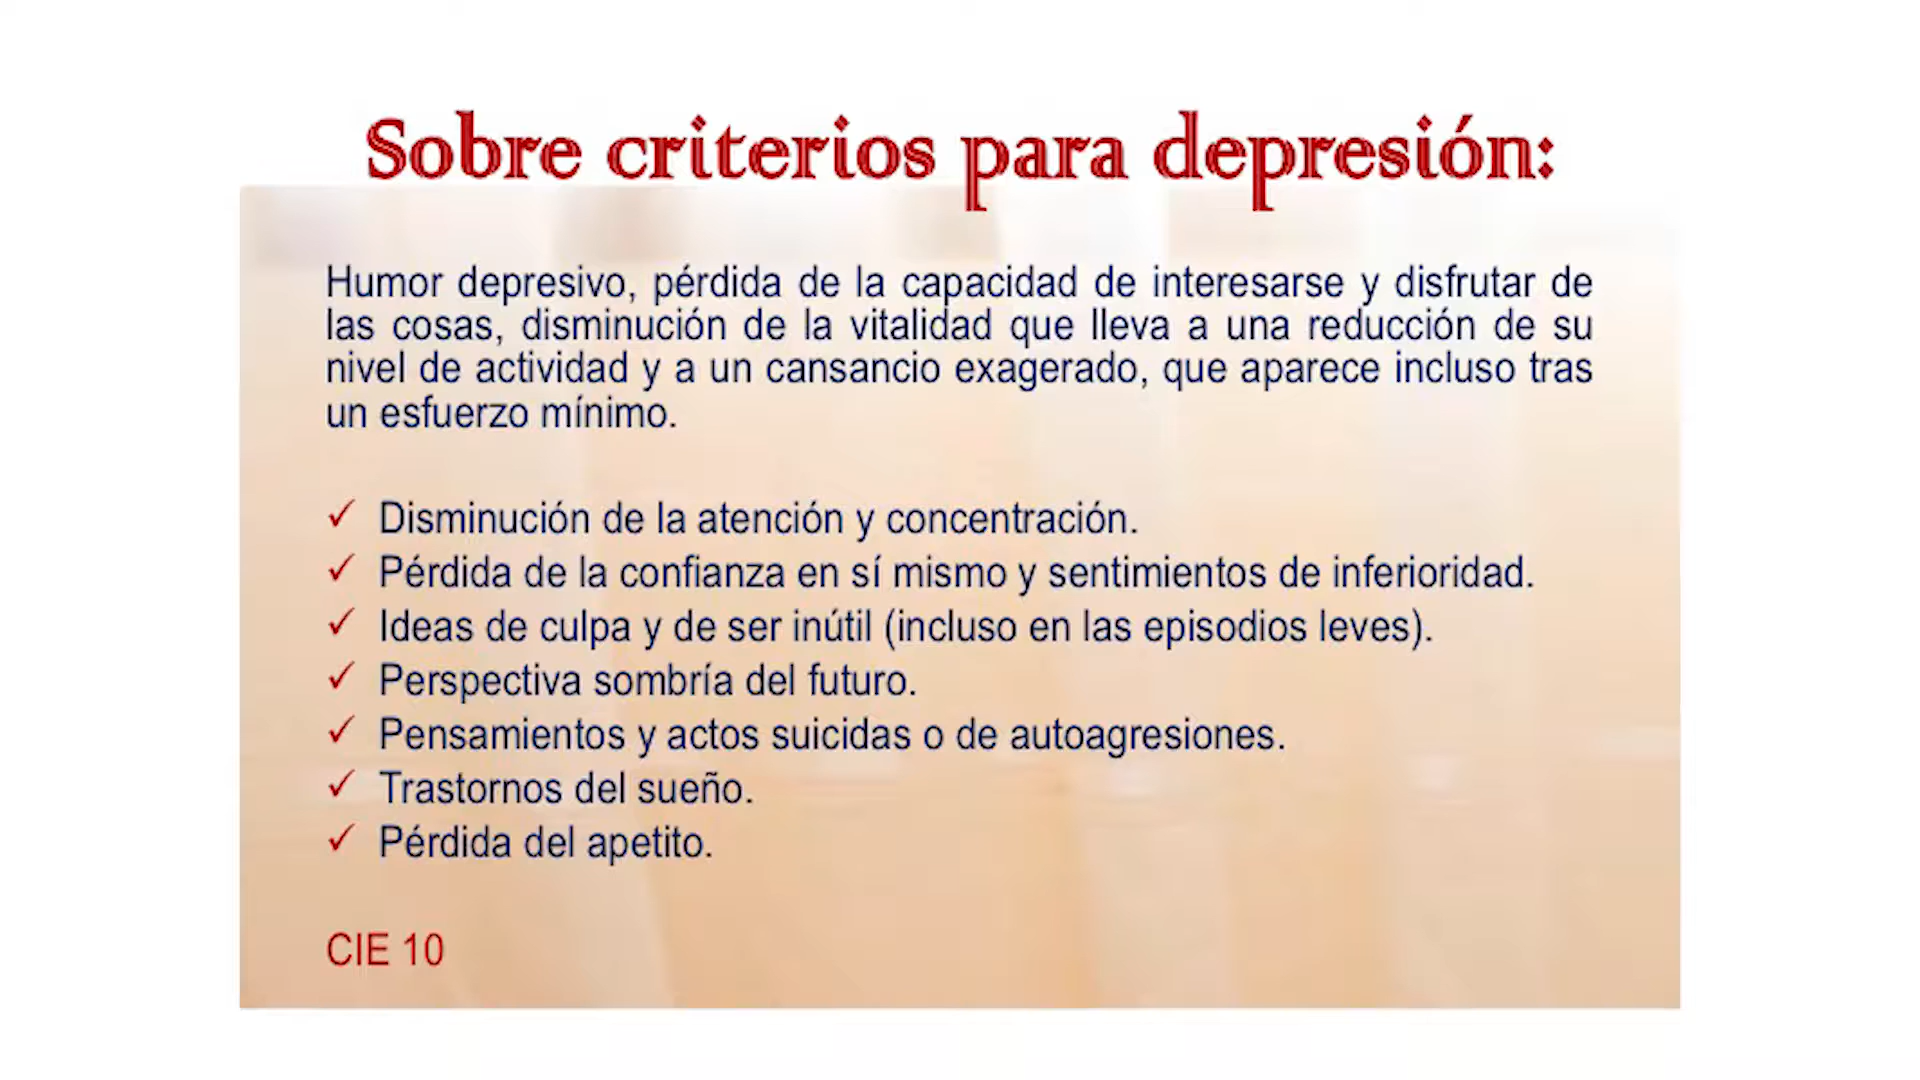 Sobre criterios para depresión:
Humor depresivo, pérdida de la capacidad de interesarse y disfrutar de
las cosas, disminución de la vitalidad que lleva a una reducción de su
nivel de actividad y a un cansancio exagerado, que aparece incluso tras
un esfuerzo mínimo.
✓ Disminución de la atención y concentración.
✓ Pérdida de la confianza en sí mismo y sentimientos de inferioridad.
✓ Ideas de culpa y de ser inútil (incluso en las episodios leves).
✓ Perspectiva sombría del futuro.
✓ Pensamientos y actos suicidas o de autoagresiones.
✓ Trastornos del sueño.
✓ Pérdida del apetito.
CIE 10